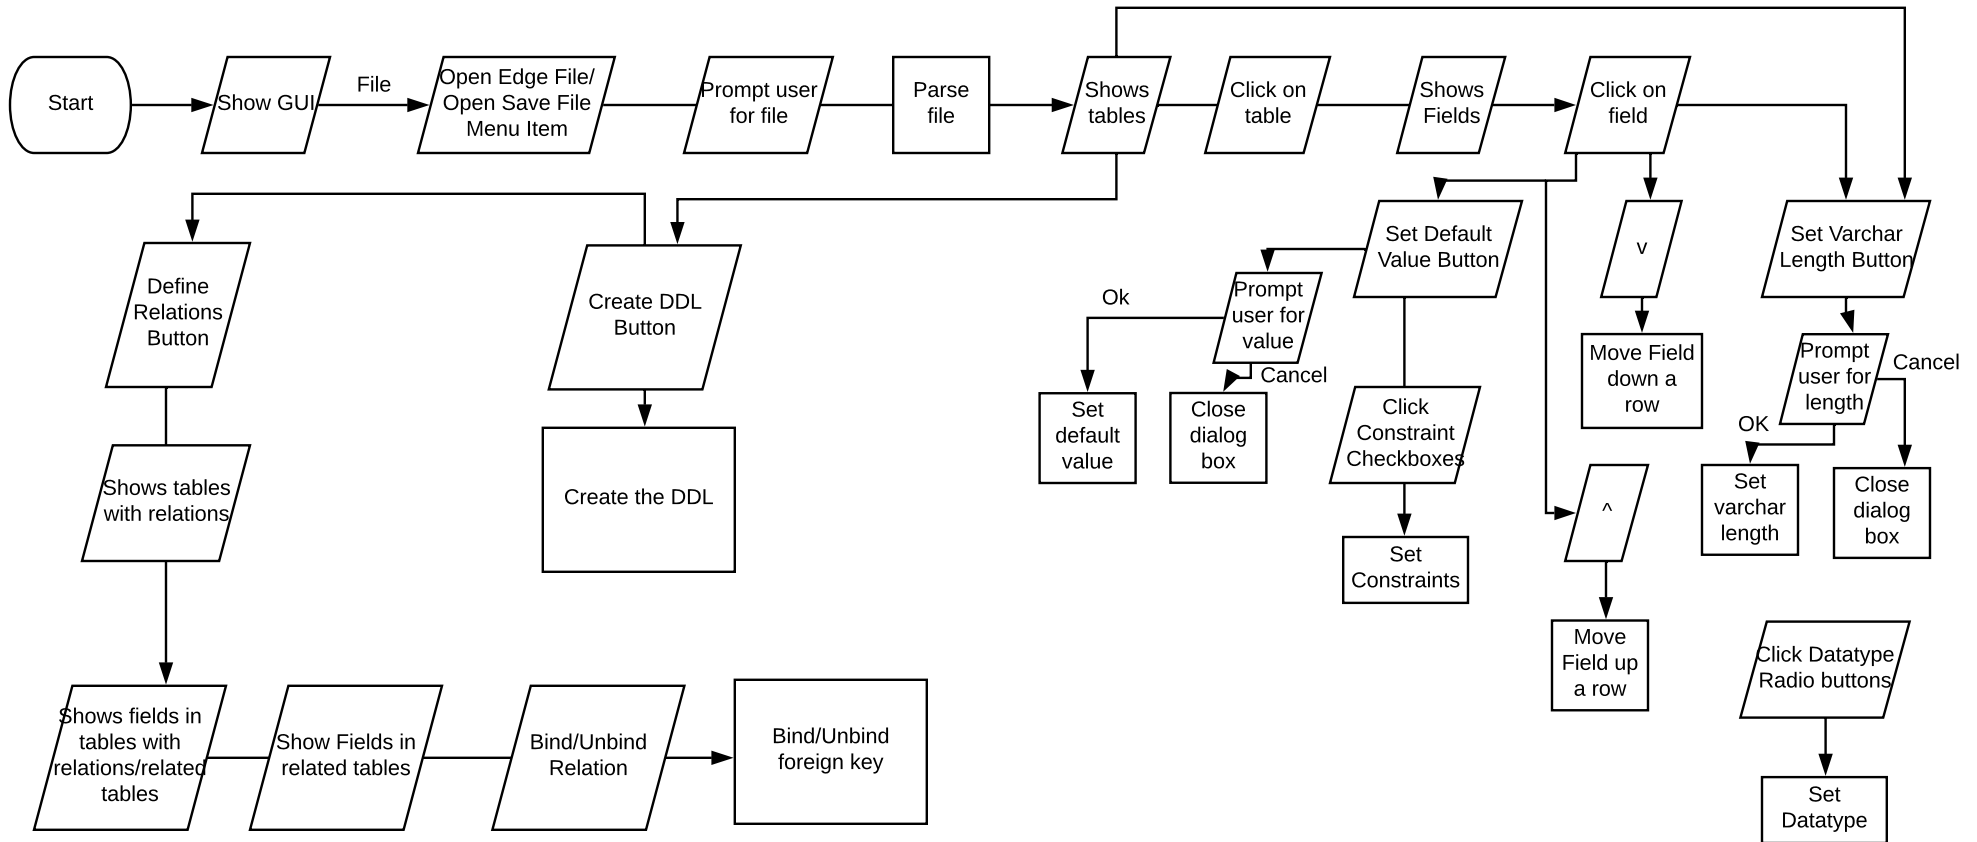 Start
Show GUI
File
Open Edge File/
Open Save File
Menu Item
Prompt user
for file
Parse
file
Shows
tables
Click on
table
Shows
Fields
Click on
field
Define
Relations
Button
Create DDL
Button
Set Default
Value Button
v
Set Varchar
Length Button
Prompt
user for
value
Ok
Cancel
Move Field
down a
row
Prompt
user for
length
Cancel
OK
Set
default
value
Close
dialog
box
Click
Constraint
Checkboxes
Shows tables
with relations
Create the DDL
^
Set
varchar
length
Close
dialog
box
Set
Constraints
Move
Field up
a row
Click Datatype
Radio buttons
Shows fields in
tables with
relations/related
tables
Show Fields in
related tables
Bind/Unbind
Relation
Bind/Unbind
foreign key
Set
Datatype